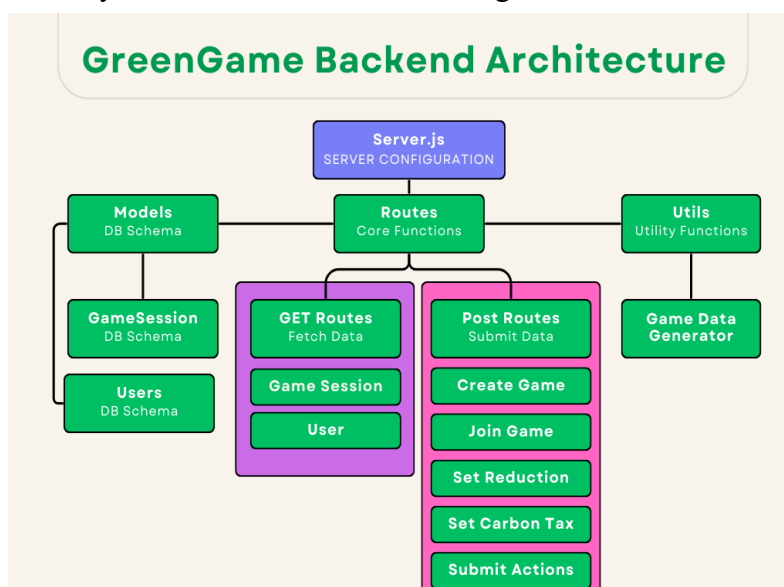 GreenGame Backend Architecture
Server.js
SERVER CONFIGURATION
Models
DB Schema
Routes
Core Functions
Utils
Utility Functions
GameSession
DB Schema
GET Routes
Fetch Data
Post Routes
Submit Data
Game Data
Generator
Users
DB Schema
Game Session
User
Create Game
Join Game
Set Reduction
Set Carbon Tax
Submit Actions